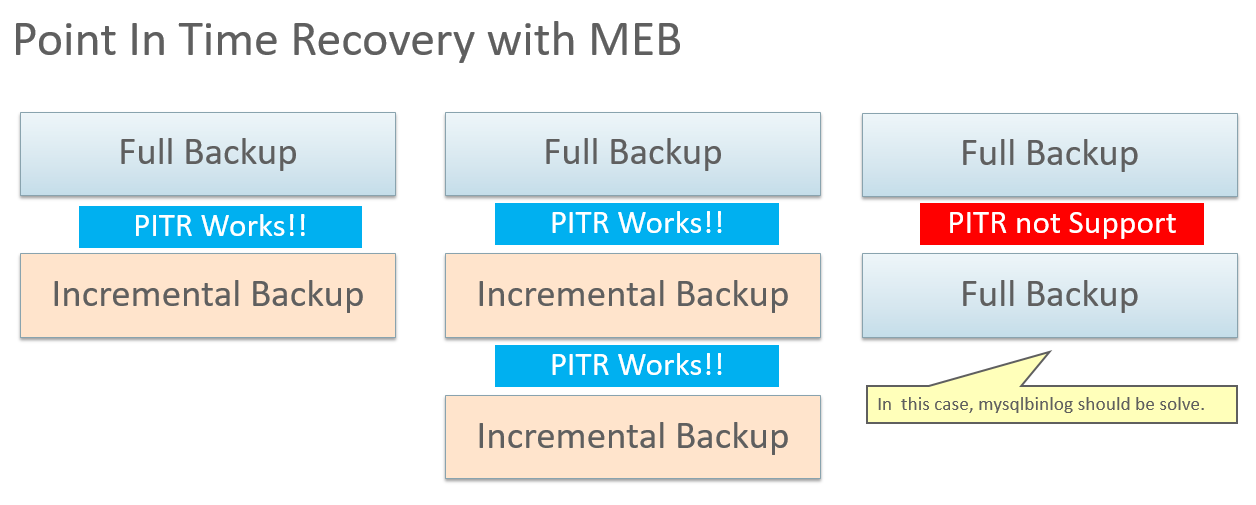 Point In Time Recovery with MEB
Full Backup
PITR Works!!
Incremental Backup
Full Backup
PITR Works!!
Incremental Backup
PITR Works!!
Incremental Backup
Full Backup
PITR not Support
Full Backup
In  this case, mysqlbinlog should be solve.